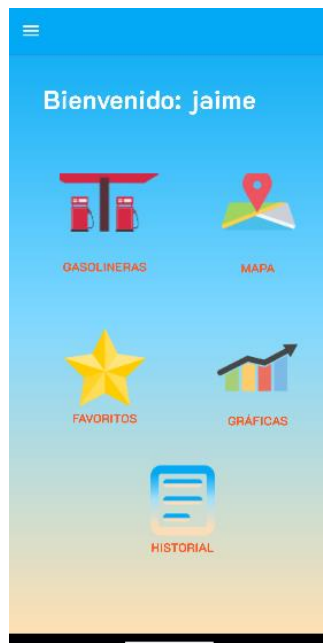 Bienvenido: jaime
GASOLINERAS
MAPA
FAVORITOS
GRÁFICAS
HISTORIAL